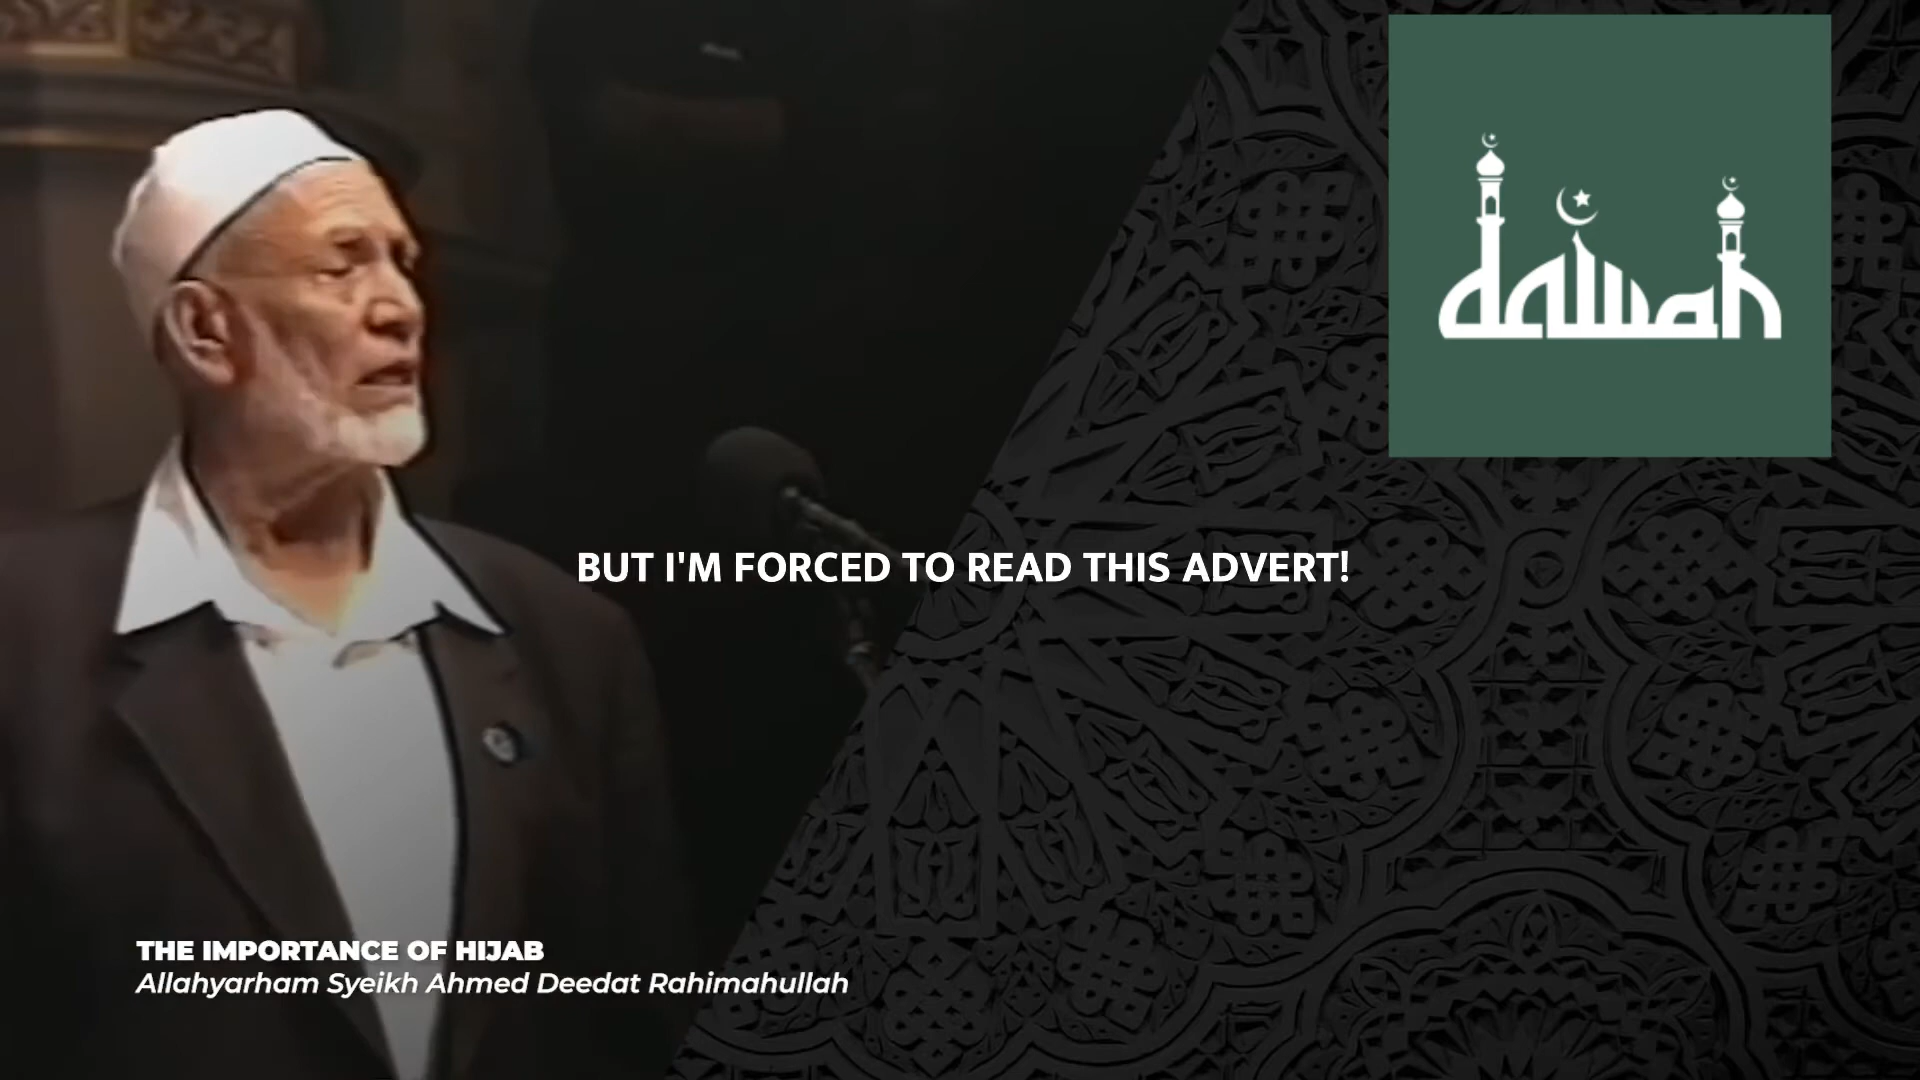 dawah
BUT I'M FORCED TO READ THIS ADVERT!
THE IMPORTANCE OF HIJAB
Allahyarham Syeikh Ahmed Deedat Rahimahullah